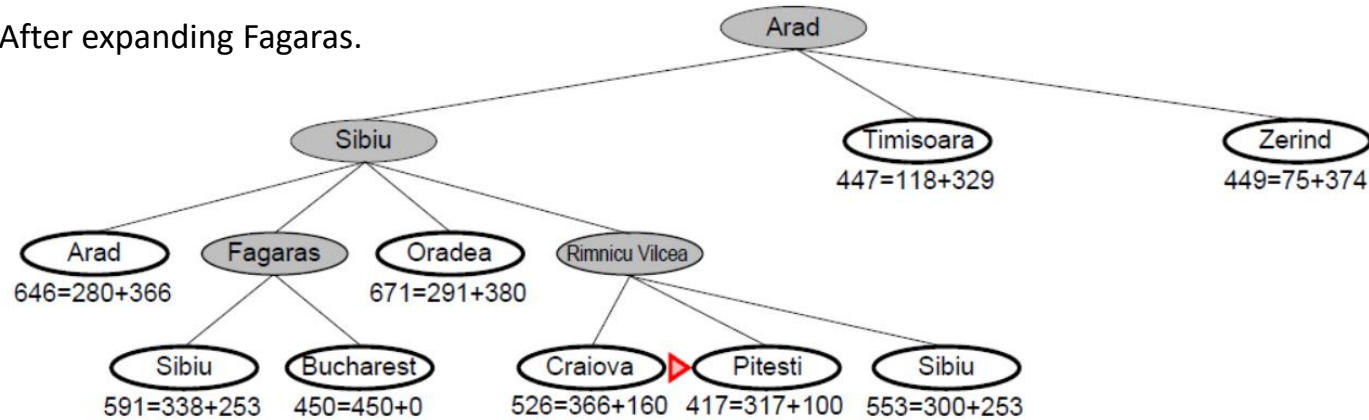 After expanding Fagaras.
Arad
Sibiu
Timisoara
Zerind
447=118+329
449=75+374
Arad
Fagaras
Oradea
Rimnicu Vilcea
646=280+366
671=291+380
Sibiu
Bucharest
Craiova
Pitesti
Sibiu
591=338+253
450=450+0
526=366+160
417=317+100
553=300+253